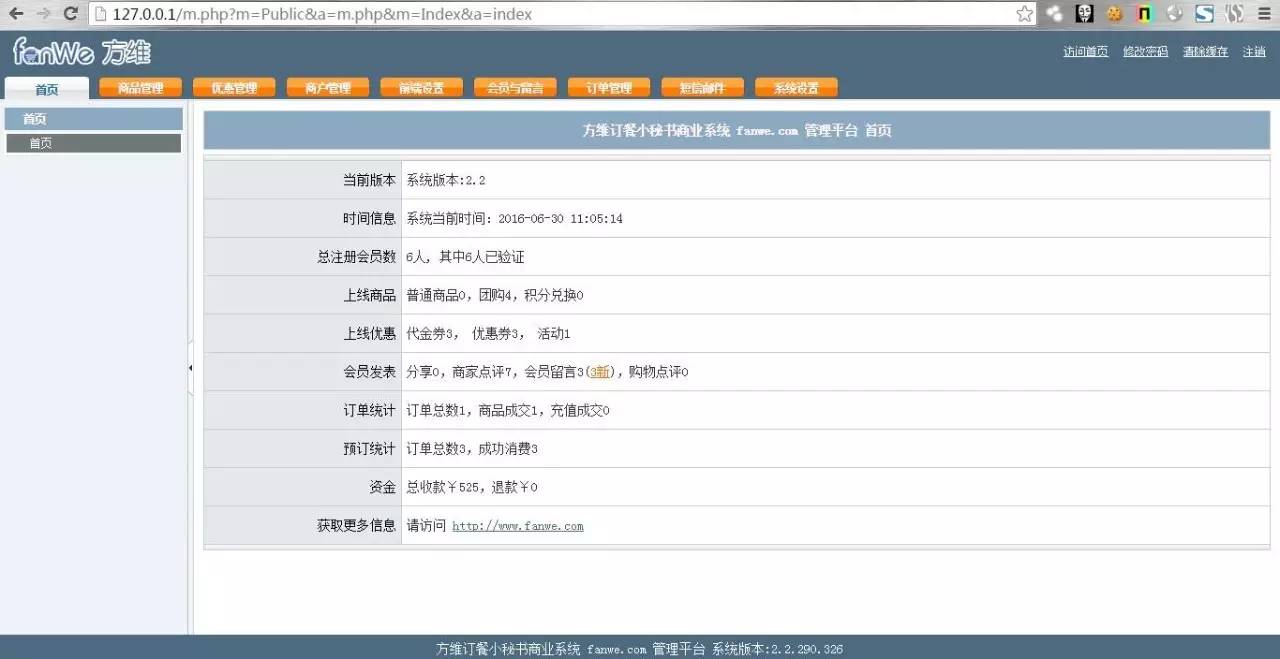 127.0.0.1/m.php?m=Public&a=m.php&m=Index&a=index
fanWe 方维
访问首页 修改密码 清除缓存 注销
首页 商品管理 优惠管理 商户管理 前端设置 会员与留言 订单管理 短信邮件 系统设置
首页
首页
方维订餐小秘书商业系统 fanwe.com 管理平台 首页
当前版本 系统版本:2.2
时间信息 系统当前时间: 2016-06-30 11:05:14
总注册会员数 6人, 其中6人已验证
上线商品 普通商品0, 团购4, 积分兑换0
上线优惠 代金券3, 优惠券3, 活动1
会员发表 分享0, 商家点评7, 会员留言3(3新), 购物点评0
订单统计 订单总数1, 商品成交1, 充值成交0
预订统计 订单总数3, 成功消费3
资金 总收款￥525, 退款￥0
获取更多信息 请访问 http://www.fanwe.com
方维订餐小秘书商业系统 fanwe.com 管理平台 系统版本:2.2.290.326